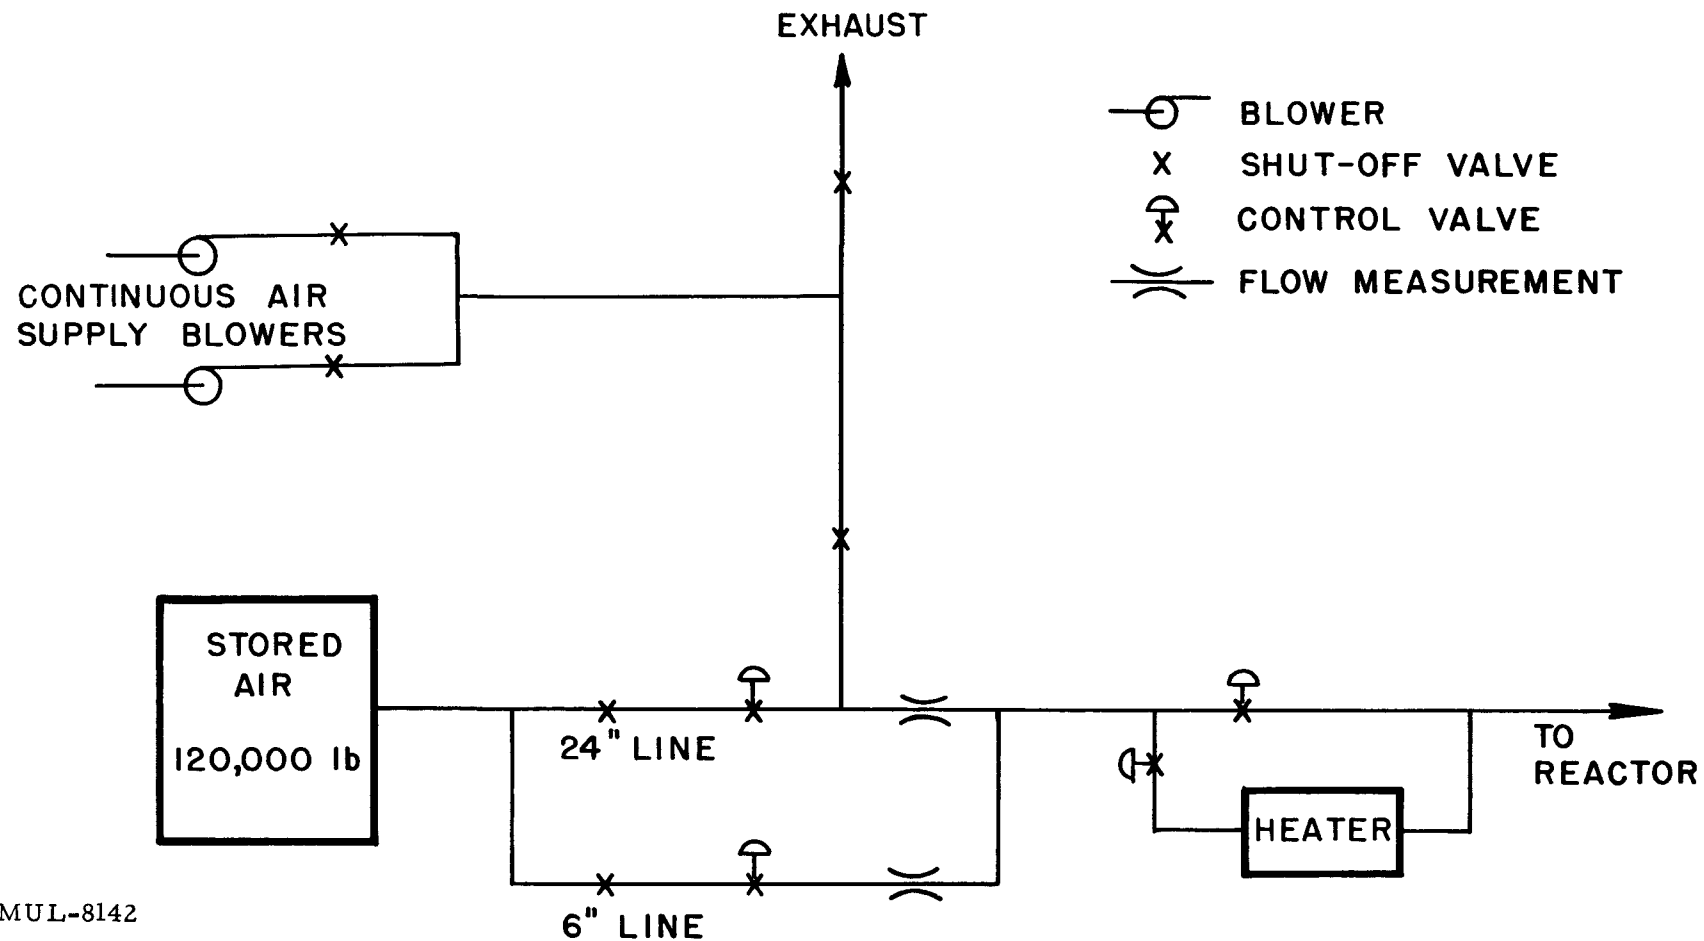 EXHAUST
BLOWER
SHUT-OFF VALVE
CONTROL VALVE
FLOW MEASUREMENT
CONTINUOUS AIR
SUPPLY BLOWERS
STORED
AIR
120,000 lb
24" LINE
6" LINE
HEATER
TO
REACTOR
MUL-8142